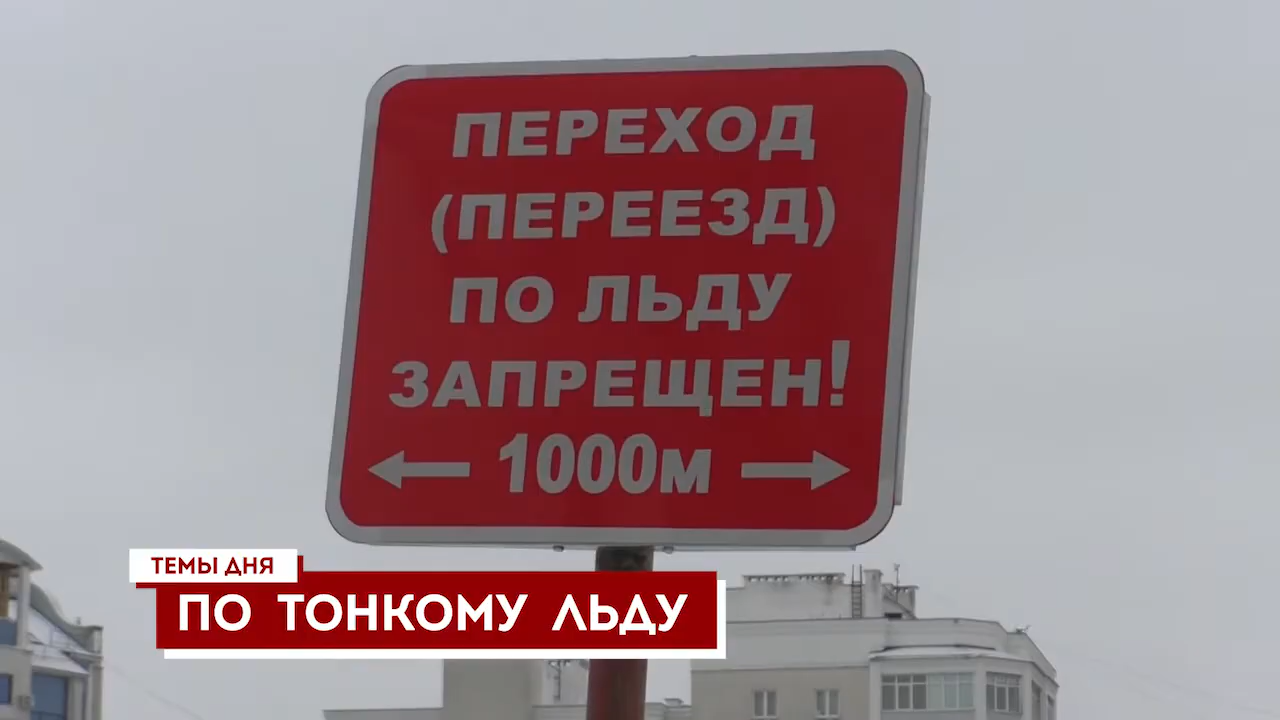 ПЕРЕХОД
(ПЕРЕЕЗД)
ПО ЛЬДУ
ЗАПРЕЩЕН!
← 1000м →
ТЕМЫ ДНЯ
ПО ТОНКОМУ ЛЬДУ